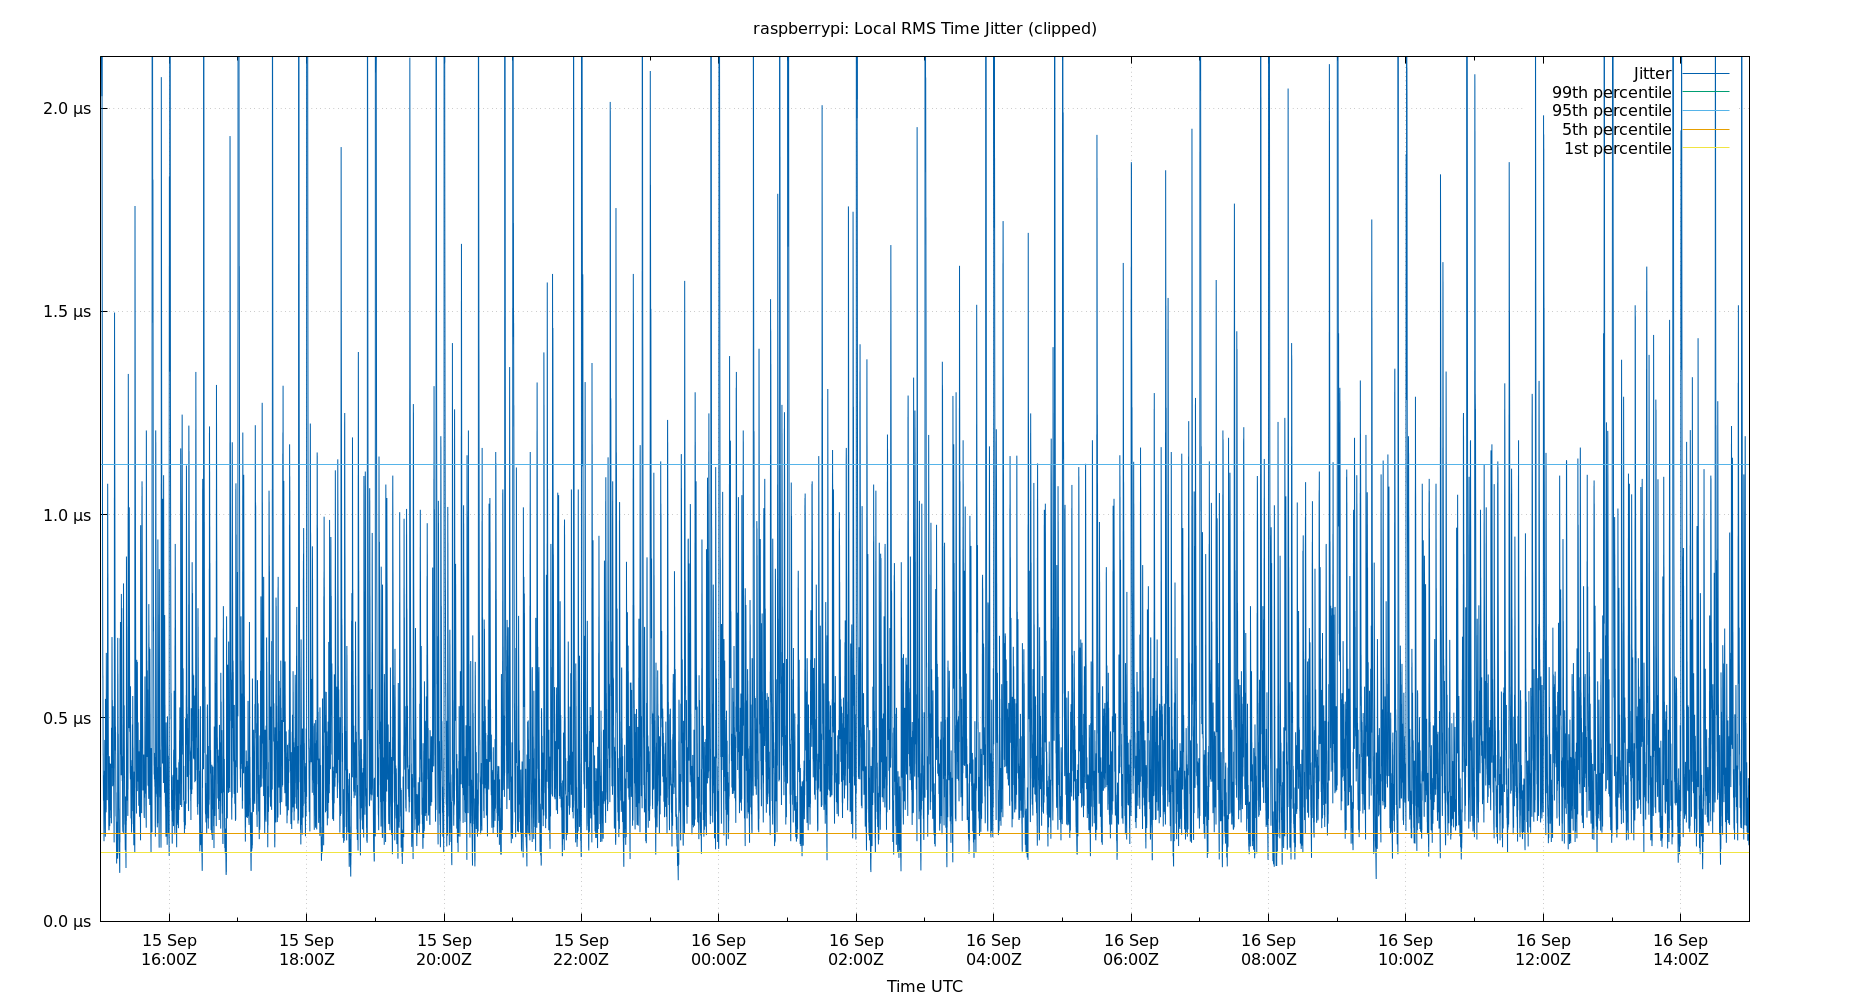 raspberrypi: Local RMS Time Jitter (clipped)
Jitter
99th percentile
95th percentile
5th percentile
1st percentile
2.0 µs
1.5 µs
1.0 µs
0.5 µs
0.0 µs
15 Sep 15 Sep 15 Sep 15 Sep 16 Sep 16 Sep 16 Sep 16 Sep 16 Sep 16 Sep 16 Sep 16 Sep
16:00Z 18:00Z 20:00Z 22:00Z 00:00Z 02:00Z 04:00Z 06:00Z 08:00Z 10:00Z 12:00Z 14:00Z
Time UTC